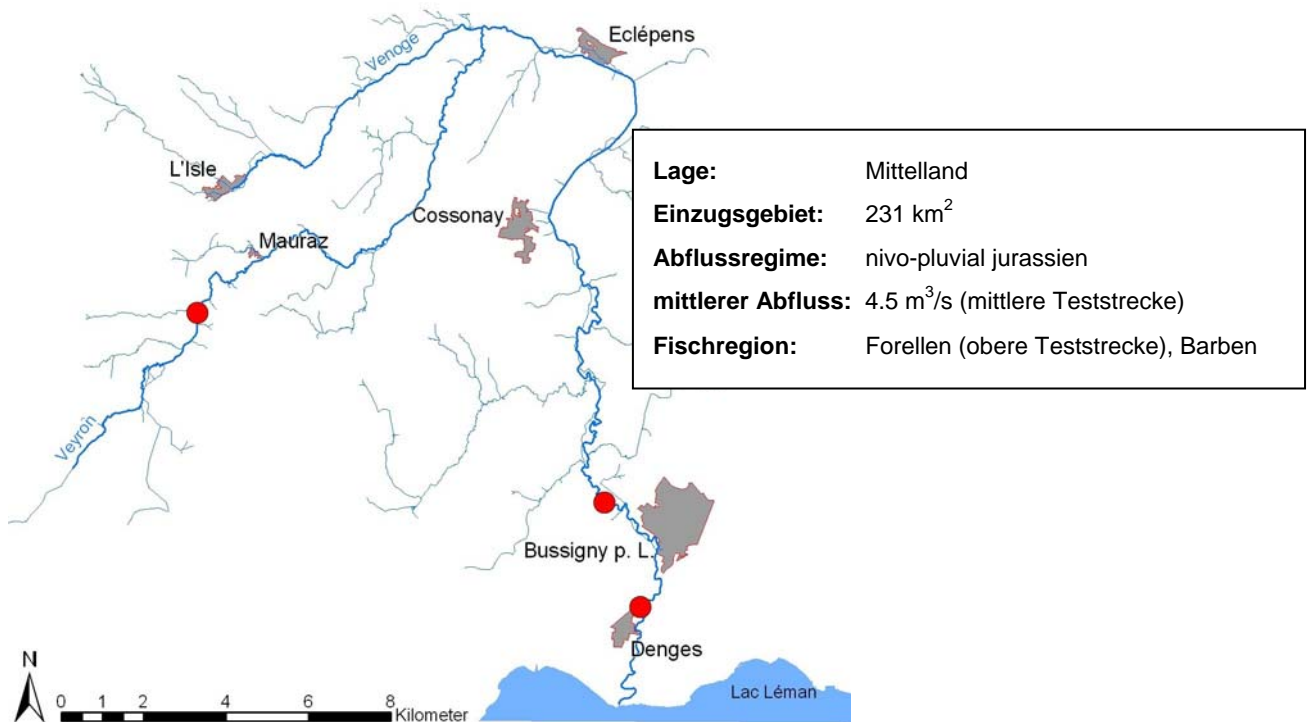 Eclépens
Venoge
L'Isle
Cossonay
Mauraz
Veyron
Bussigny p. L.
Denges
Lac Léman
N
0 1 2 4 6 8
Kilometer
Lage: Mittelland
Einzugsgebiet: 231 km²
Abflussregime: nivo-pluvial jurassien
mittlerer Abfluss: 4.5 m³/s (mittlere Teststrecke)
Fischregion: Forellen (obere Teststrecke), Barben